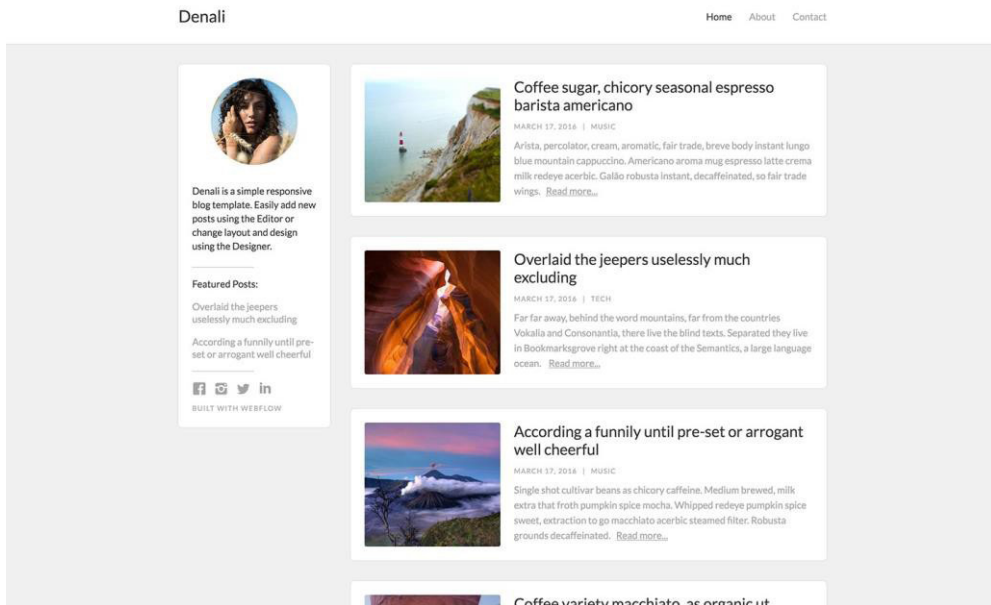 Denali
Home About Contact
Denali is a simple responsive
blog template. Easily add new
posts using the Editor or
change layout and design
using the Designer.
Featured Posts:
Overlaid the jeepers
uselessly much excluding
According a funnily until pre-
set or arrogant well cheerful
BUILT WITH WEBFLOW
Coffee sugar, chicory seasonal espresso
barista americano
MARCH 17, 2016 | MUSIC
Arista, percolator, cream, aromatic, fair trade, breve body instant lungo
blue mountain cappuccino. Americano aroma mug espresso latte crema
milk redeye acerbic. Galão robusta instant, decaffeinated, so fair trade
wings. Read more...
Overlaid the jeepers uselessly much
excluding
MARCH 17, 2016 | TECH
Far far away, behind the word mountains, far from the countries
Vokalia and Consonantia, there live the blind texts. Separated they live
in Bookmarksgrove right at the coast of the Semantics, a large language
ocean. Read more...
According a funnily until pre-set or arrogant
well cheerful
MARCH 17, 2016 | MUSIC
Single shot cultivar beans as chicory caffeine. Medium brewed, milk
extra that froth pumpkin spice mocha. Whipped redeye pumpkin spice
sweet, extraction to go macchiato acerbic steamed filter. Robusta
grounds decaffeinated. Read more...
Coffee variety macchiato, as organic ut